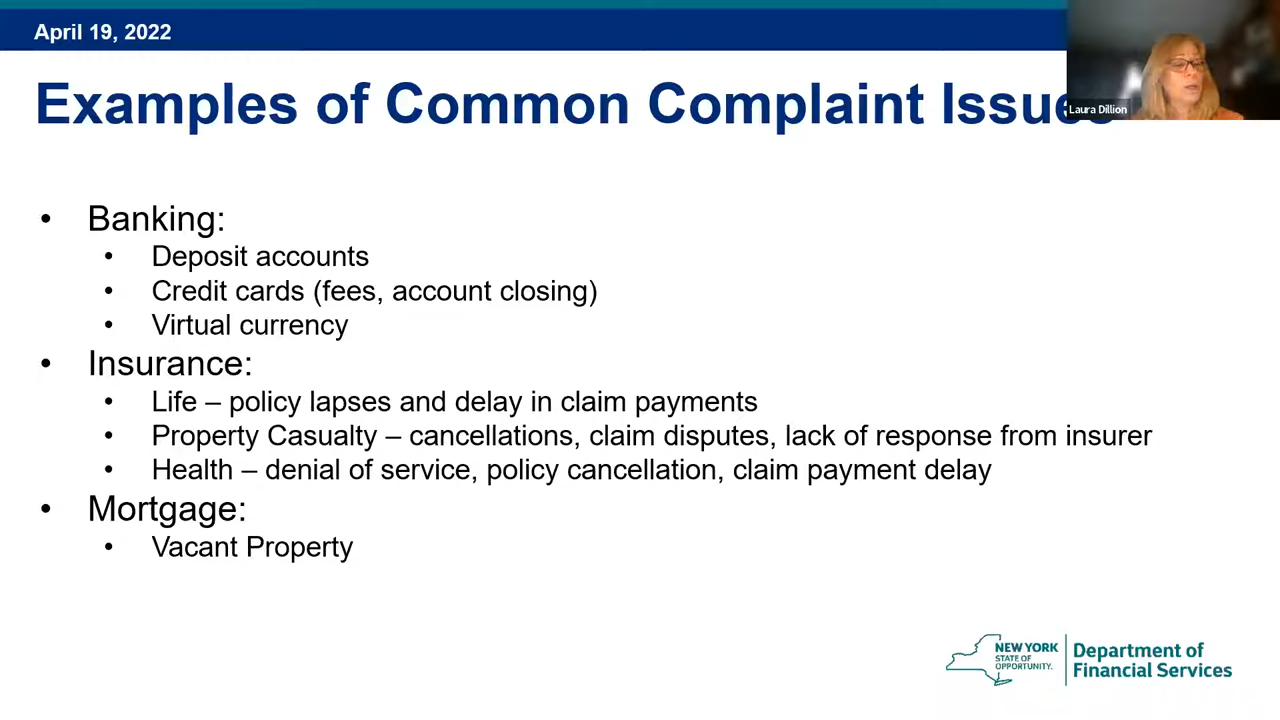 April 19, 2022
Laura Dillion
Examples of Common Complaint Issues
• Banking:
• Deposit accounts
• Credit cards (fees, account closing)
• Virtual currency
• Insurance:
• Life – policy lapses and delay in claim payments
• Property Casualty – cancellations, claim disputes, lack of response from insurer
• Health – denial of service, policy cancellation, claim payment delay
• Mortgage:
• Vacant Property
NEW YORK
STATE OF
OPPORTUNITY.
Department of
Financial Services